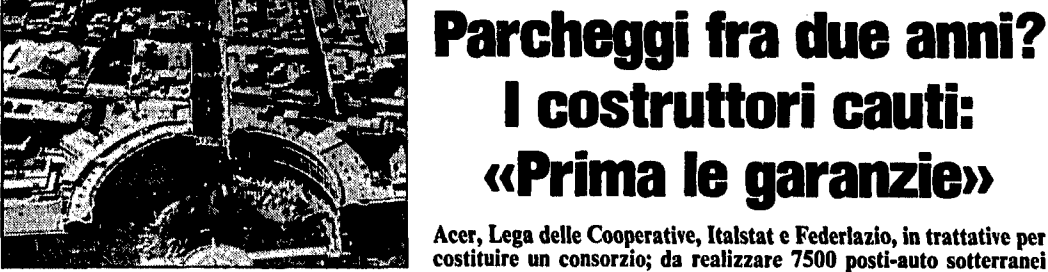 Parcheggi fra due anni?
I costruttori cauti:
«Prima le garanzie»
Acer, Lega delle Cooperative, Italstat e Federlazio, in trattative per
costituire un consorzio; da realizzare 7500 posti-auto sotterranei